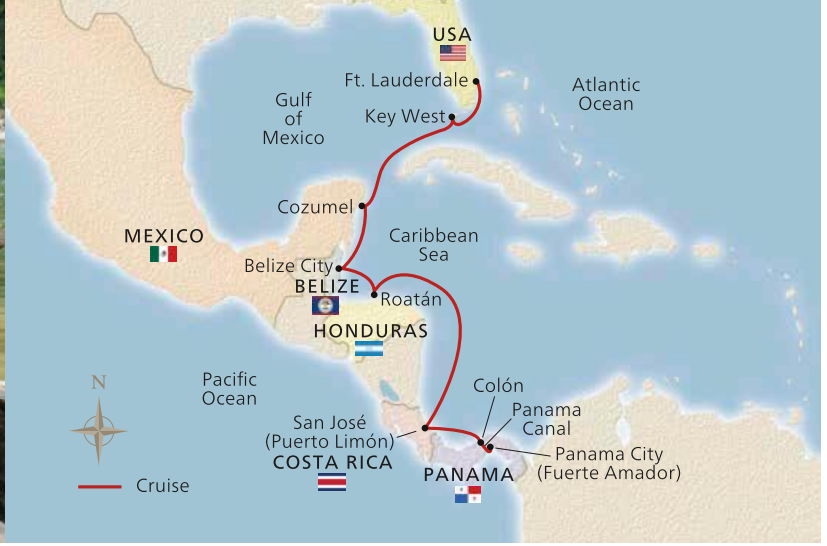 USA
Ft. Lauderdale
Atlantic
Ocean
Gulf
of
Mexico
Key West
Cozumel
MEXICO
Caribbean
Sea
Belize City
BELIZE
Roatán
HONDURAS
Pacific
Ocean
N
Colón
Panama
Canal
San José
(Puerto Limón)
COSTA RICA
Panama City
(Fuerte Amador)
PANAMA
Cruise